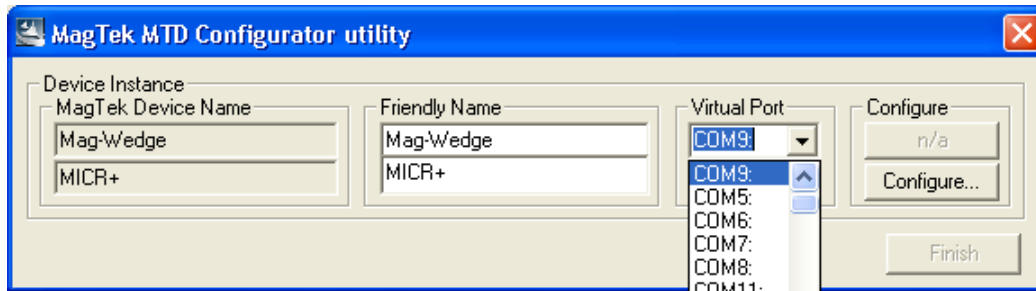 MagTek MTD Configurator utility
Device Instance
MagTek Device Name
Friendly Name
Virtual Port
Configure
Mag-Wedge
Mag-Wedge
COM9:
n/a
MICR+
MICR+
Configure...
COM9:
COM5:
COM6:
COM7:
COM8:
COM11:
Finish